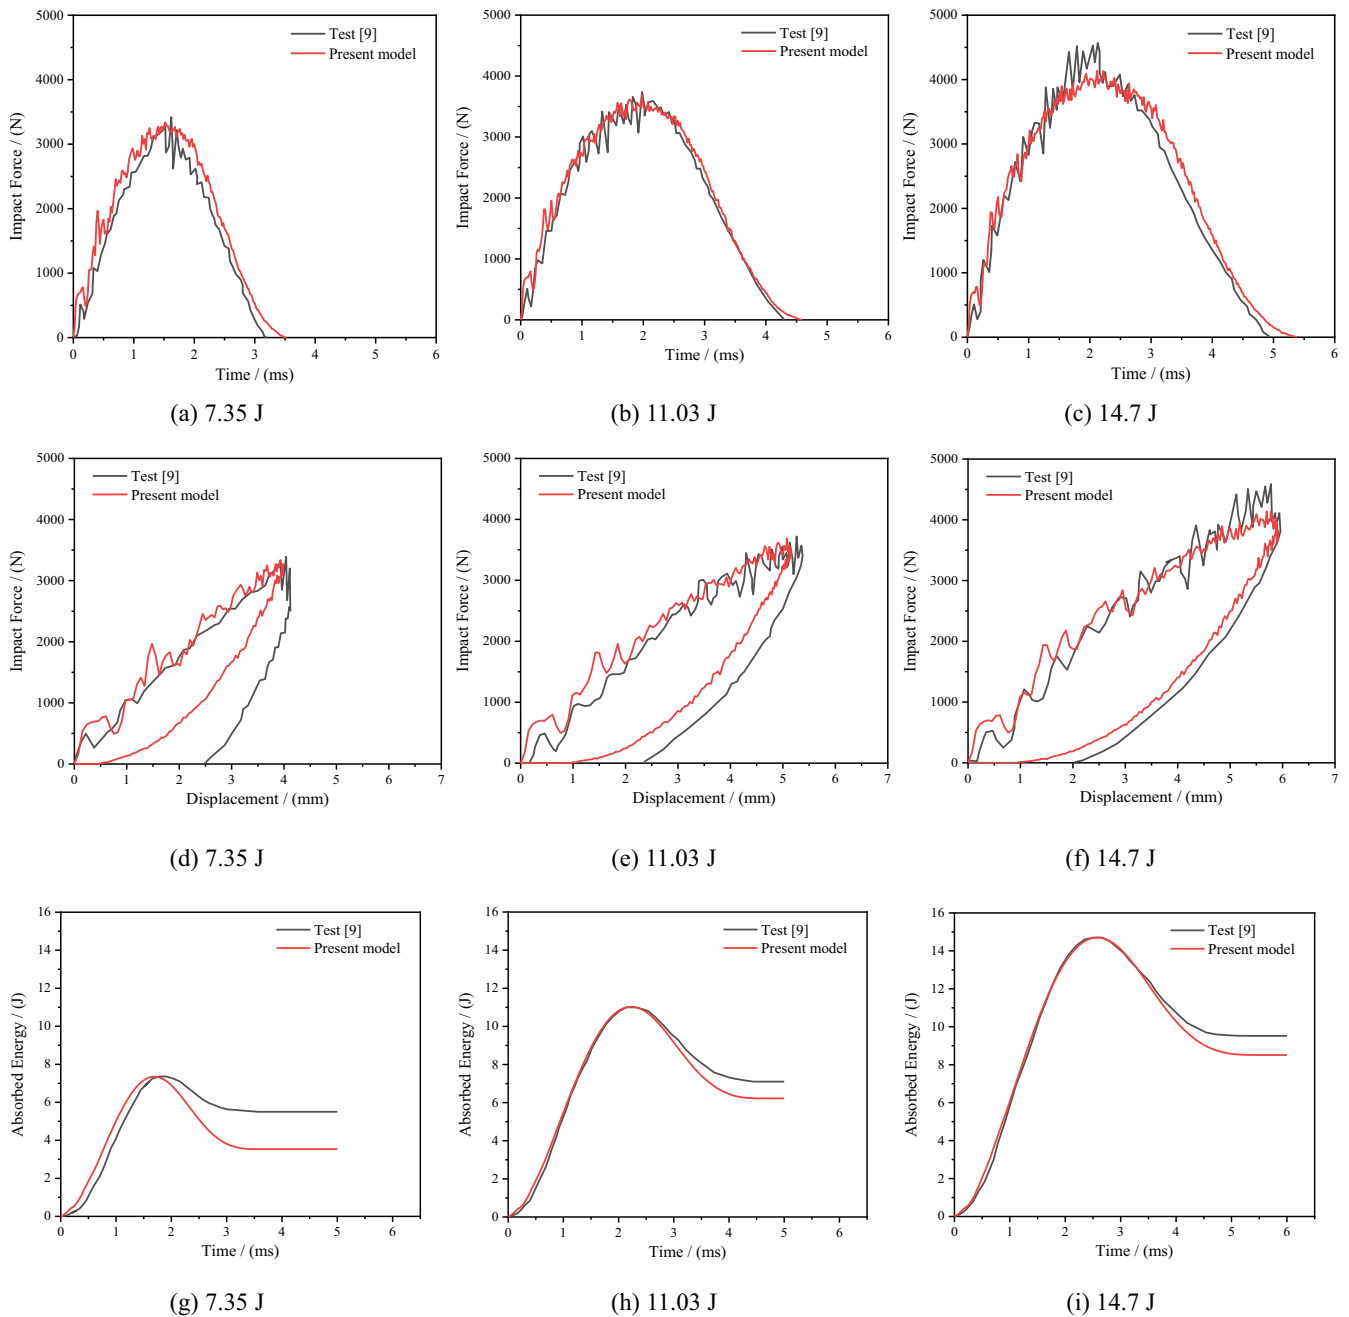 5000
4000
3000
2000
1000
0
Impact Force / (N)
Test [9]
Present model
0 1 2 3 4 5 6
Time / (ms)
(a) 7.35 J
5000
4000
3000
2000
1000
0
Impact Force / (N)
Test [9]
Present model
0 1 2 3 4 5 6
Time / (ms)
(b) 11.03 J
5000
4000
3000
2000
1000
0
Impact Force / (N)
Test [9]
Present model
0 1 2 3 4 5 6
Time / (ms)
(c) 14.7 J
5000
4000
3000
2000
1000
0
Impact Force / (N)
Test [9]
Present model
0 1 2 3 4 5 6 7
Displacement / (mm)
(d) 7.35 J
5000
4000
3000
2000
1000
0
Impact Force / (N)
Test [9]
Present model
0 1 2 3 4 5 6 7
Displacement / (mm)
(e) 11.03 J
5000
4000
3000
2000
1000
0
Impact Force / (N)
Test [9]
Present model
0 1 2 3 4 5 6 7
Displacement / (mm)
(f) 14.7 J
16
14
12
10
8
6
4
2
0
Absorbed Energy / (J)
Test [9]
Present model
0 1 2 3 4 5 6
Time / (ms)
(g) 7.35 J
16
14
12
10
8
6
4
2
0
Absorbed Energy / (J)
Test [9]
Present model
0 1 2 3 4 5 6
Time / (ms)
(h) 11.03 J
16
14
12
10
8
6
4
2
0
Absorbed Energy / (J)
Test [9]
Present model
0 1 2 3 4 5 6
Time / (ms)
(i) 14.7 J